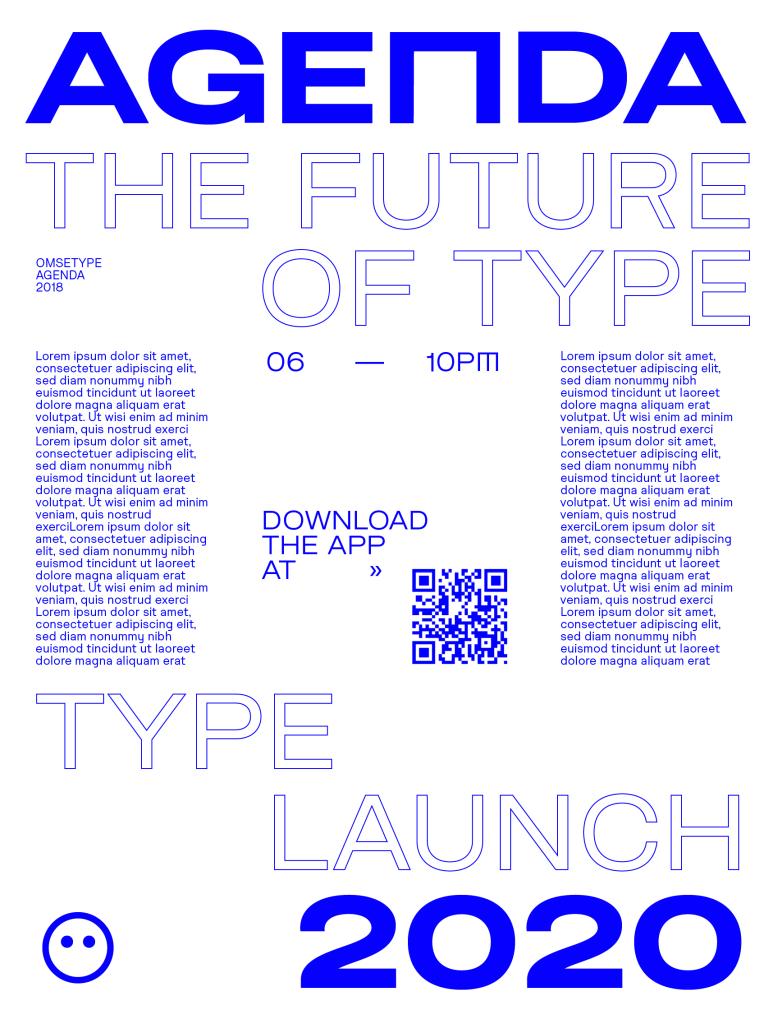 AGENDA
THE FUTURE
OF TYPE
OMSETYPE
AGENDA
2018
Lorem ipsum dolor sit amet,
consectetuer adipiscing elit,
sed diam nonummy nibh
euismod tincidunt ut laoreet
dolore magna aliquam erat
volutpat. Ut wisi enim ad minim
veniam, quis nostrud exerci
Lorem ipsum dolor sit amet,
consectetuer adipiscing elit,
sed diam nonummy nibh
euismod tincidunt ut laoreet
dolore magna aliquam erat
volutpat. Ut wisi enim ad minim
veniam, quis nostrud
exerciLorem ipsum dolor sit
amet, consectetuer adipiscing
elit, sed diam nonummy nibh
euismod tincidunt ut laoreet
dolore magna aliquam erat
volutpat. Ut wisi enim ad minim
veniam, quis nostrud exerci
Lorem ipsum dolor sit amet,
consectetuer adipiscing elit,
sed diam nonummy nibh
euismod tincidunt ut laoreet
dolore magna aliquam erat
06 — 10PM
DOWNLOAD
THE APP
AT »
Lorem ipsum dolor sit amet,
consectetuer adipiscing elit,
sed diam nonummy nibh
euismod tincidunt ut laoreet
dolore magna aliquam erat
volutpat. Ut wisi enim ad minim
veniam, quis nostrud exerci
Lorem ipsum dolor sit amet,
consectetuer adipiscing elit,
sed diam nonummy nibh
euismod tincidunt ut laoreet
dolore magna aliquam erat
volutpat. Ut wisi enim ad minim
veniam, quis nostrud
exerciLorem ipsum dolor sit
amet, consectetuer adipiscing
elit, sed diam nonummy nibh
euismod tincidunt ut laoreet
dolore magna aliquam erat
volutpat. Ut wisi enim ad minim
veniam, quis nostrud exerci
Lorem ipsum dolor sit amet,
consectetuer adipiscing elit,
sed diam nonummy nibh
euismod tincidunt ut laoreet
dolore magna aliquam erat
TYPE
LAUNCH
2020